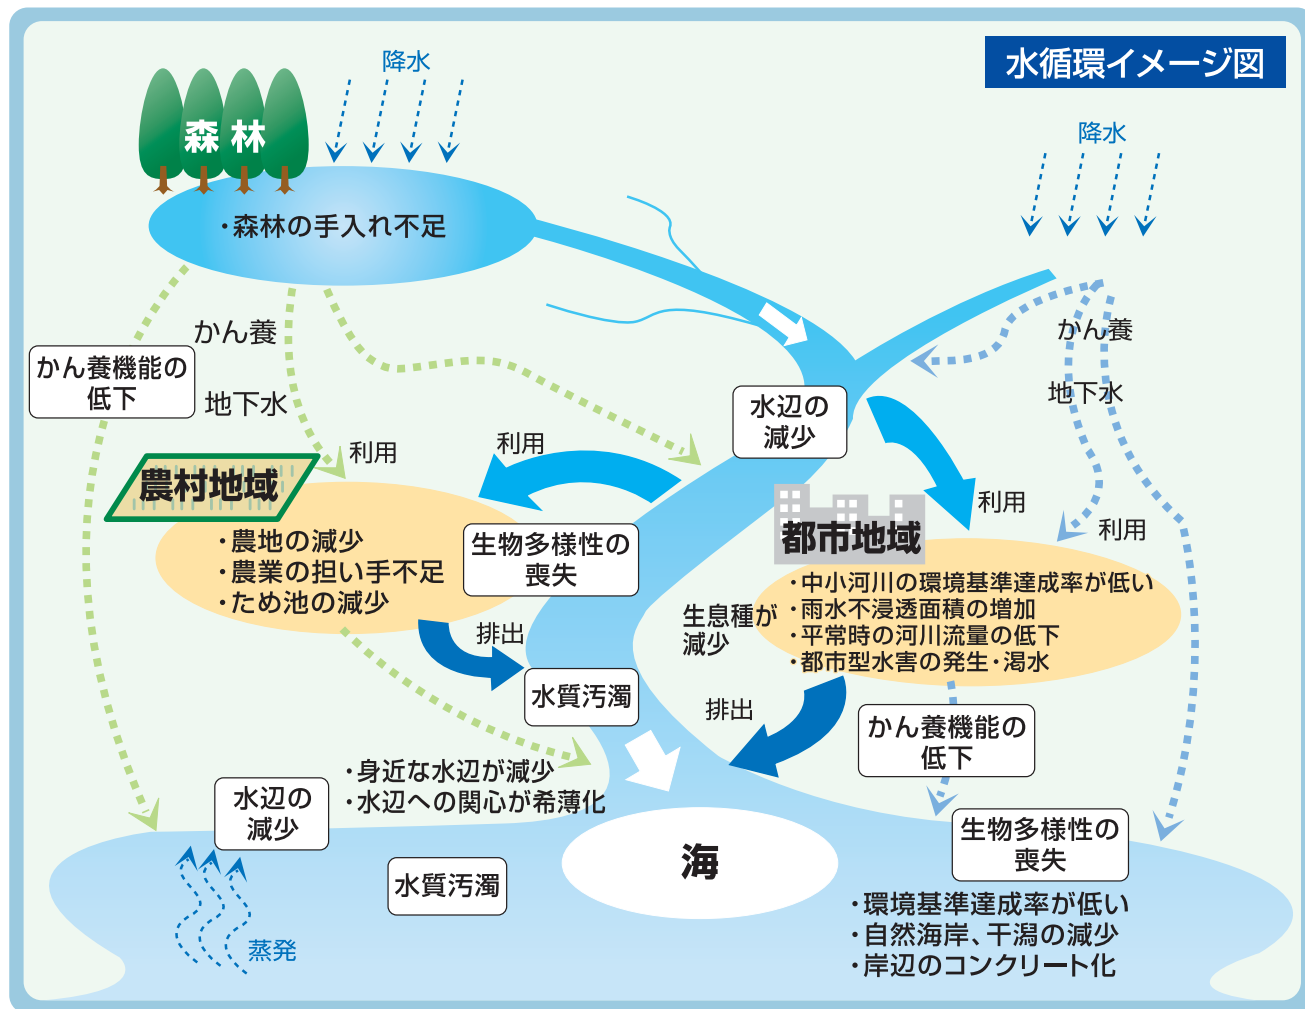 水循環イメージ図
降水
降水
森林
・森林の手入れ不足
かん養
かん養機能の
低下
地下水
かん養
地下水
水辺の
減少
利用
利用
利用
利用
農村地域
・農地の減少
・農業の担い手不足
・ため池の減少
生物多様性の
喪失
都市地域
・中小河川の環境基準達成率が低い
・雨水不浸透面積の増加
・平常時の河川流量の低下
・都市型水害の発生・渇水
生息種が
減少
排出
水質汚濁
排出
かん養機能の
低下
・身近な水辺が減少
・水辺への関心が希薄化
水辺の
減少
水質汚濁
海
生物多様性の
喪失
・環境基準達成率が低い
・自然海岸、干潟の減少
・岸辺のコンクリート化
蒸発